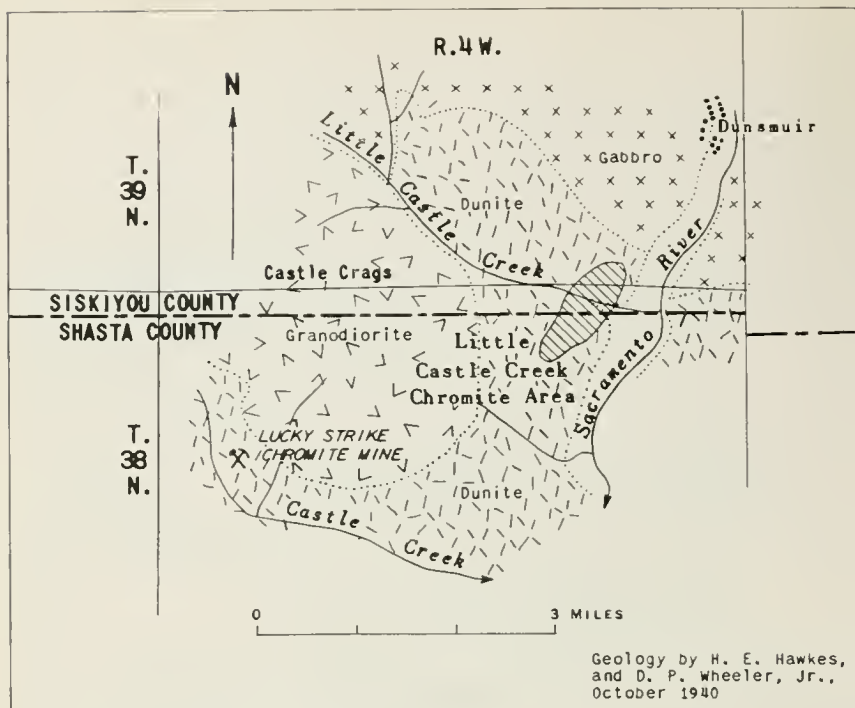 R.4 W.
N
Dunsmuir
Little
Castle
Creek
Gabbro
T.
39
N.
Dunite
River
Castle Crags
SISKIYOU COUNTY
SHASTA COUNTY
Granodiorite
Little
Castle Creek
Chromite Area
Sacramento
T.
38
N.
LUCKY STRIKE
CHROMITE MINE
Dunite
Castle
Creek
0 3 MILES
Geology by H. E. Hawkes,
and D. P. Wheeler, Jr.,
October 1940